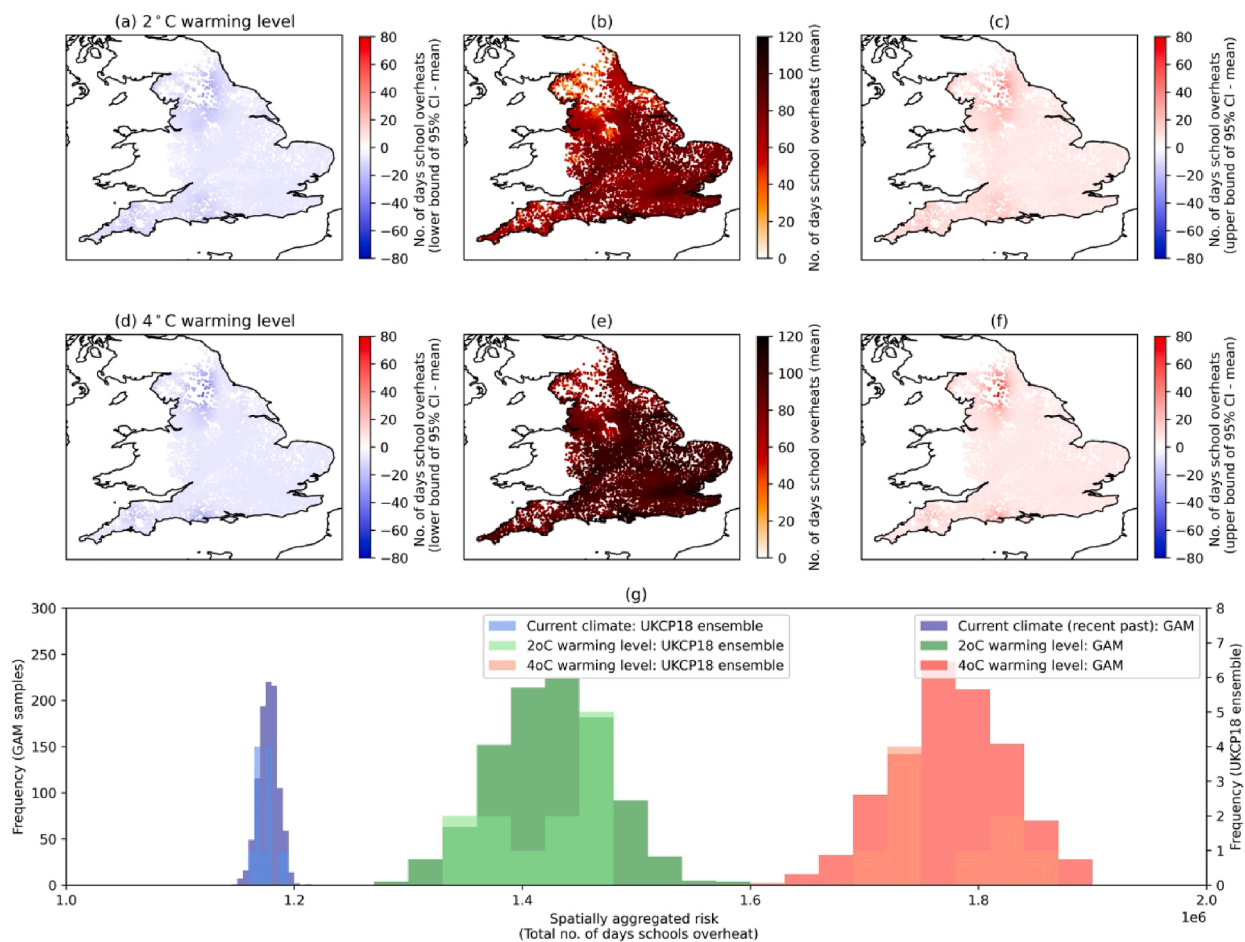 (a) 2°C warming level
(b)
(c)
80
60
40
20
0
−20
−40
−60
−80
No. of days school overheats
(lower bound of 95% CI - mean)
120
100
80
60
40
20
0
No. of days school overheats (mean)
80
60
40
20
0
−20
−40
−60
−80
No. of days school overheats
(upper bound of 95% CI - mean)
(d) 4°C warming level
(e)
(f)
80
60
40
20
0
−20
−40
−60
−80
No. of days school overheats
(lower bound of 95% CI - mean)
120
100
80
60
40
20
0
No. of days school overheats (mean)
80
60
40
20
0
−20
−40
−60
−80
No. of days school overheats
(upper bound of 95% CI - mean)
(g)
Frequency (GAM samples)
300
250
200
150
100
50
0
Current climate: UKCP18 ensemble
2oC warming level: UKCP18 ensemble
4oC warming level: UKCP18 ensemble
Current climate (recent past): GAM
2oC warming level: GAM
4oC warming level: GAM
8
7
6
5
4
3
2
1
0
Frequency (UKCP18 ensemble)
1.0 1.2 1.4 1.6 1.8 2.0
1e6
Spatially aggregated risk
(Total no. of days schools overheat)